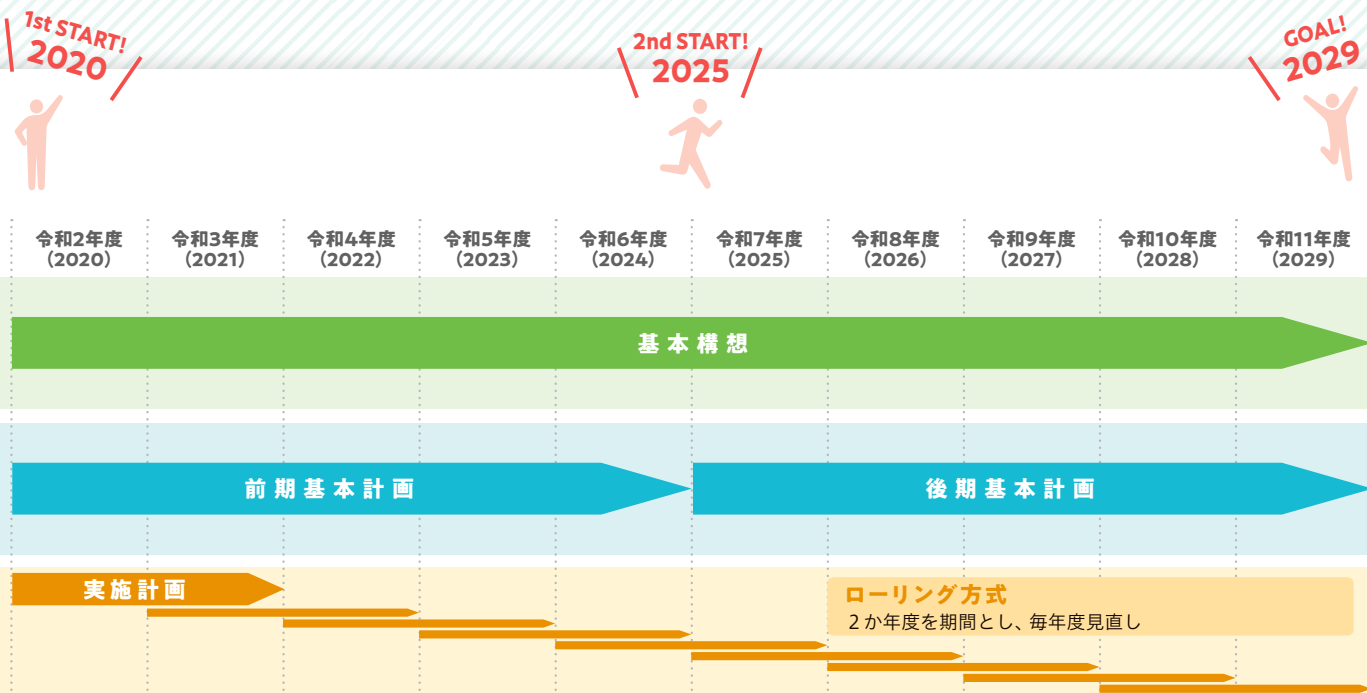 1st START!
2020
2nd START!
2025
GOAL!
2029
令和2年度
（2020）
令和3年度
（2021）
令和4年度
（2022）
令和5年度
（2023）
令和6年度
（2024）
令和7年度
（2025）
令和8年度
（2026）
令和9年度
（2027）
令和10年度
（2028）
令和11年度
（2029）
基本構想
前期基本計画
後期基本計画
実施計画
ローリング方式
２か年度を期間とし、毎年度見直し